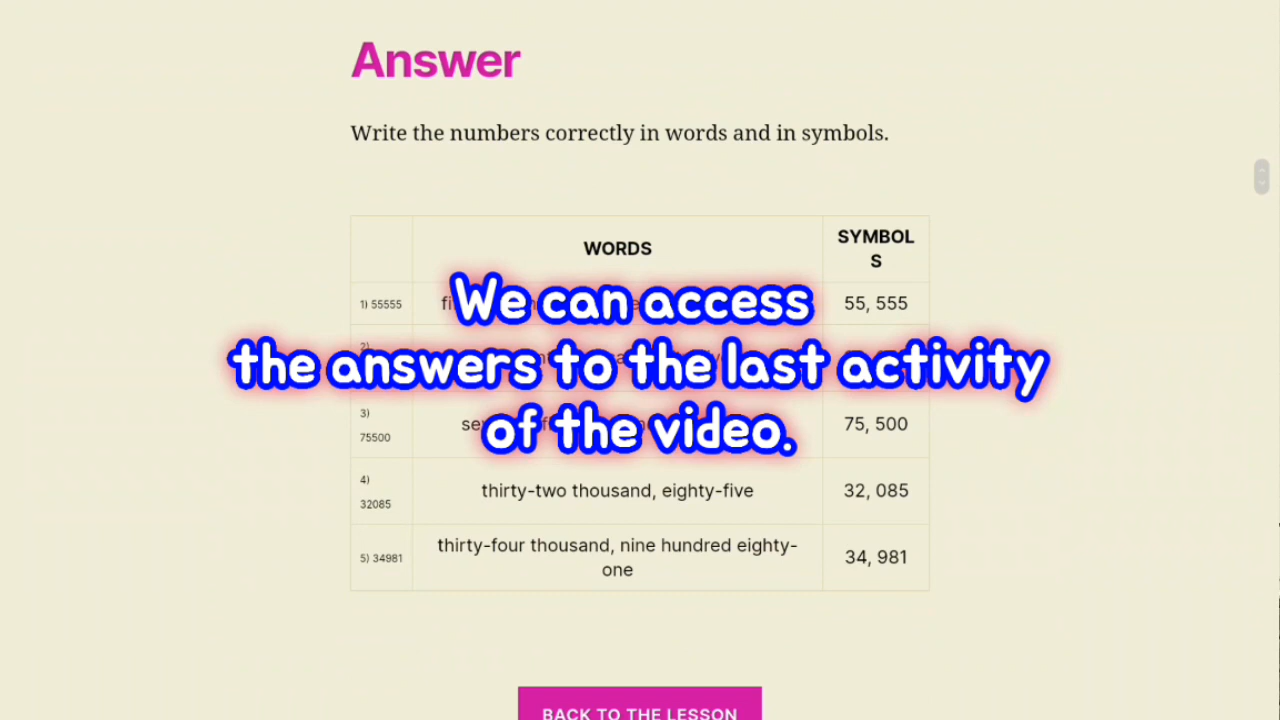 Answer
Write the numbers correctly in words and in symbols.
WORDS
SYMBOL
S
1) 55555
55, 555
We can access
the answers to the last activity
of the video.
3)
75500
75, 500
4)
32085
thirty-two thousand, eighty-five
32, 085
5) 34981
thirty-four thousand, nine hundred eighty-
one
34, 981
BACK TO THE LESSON